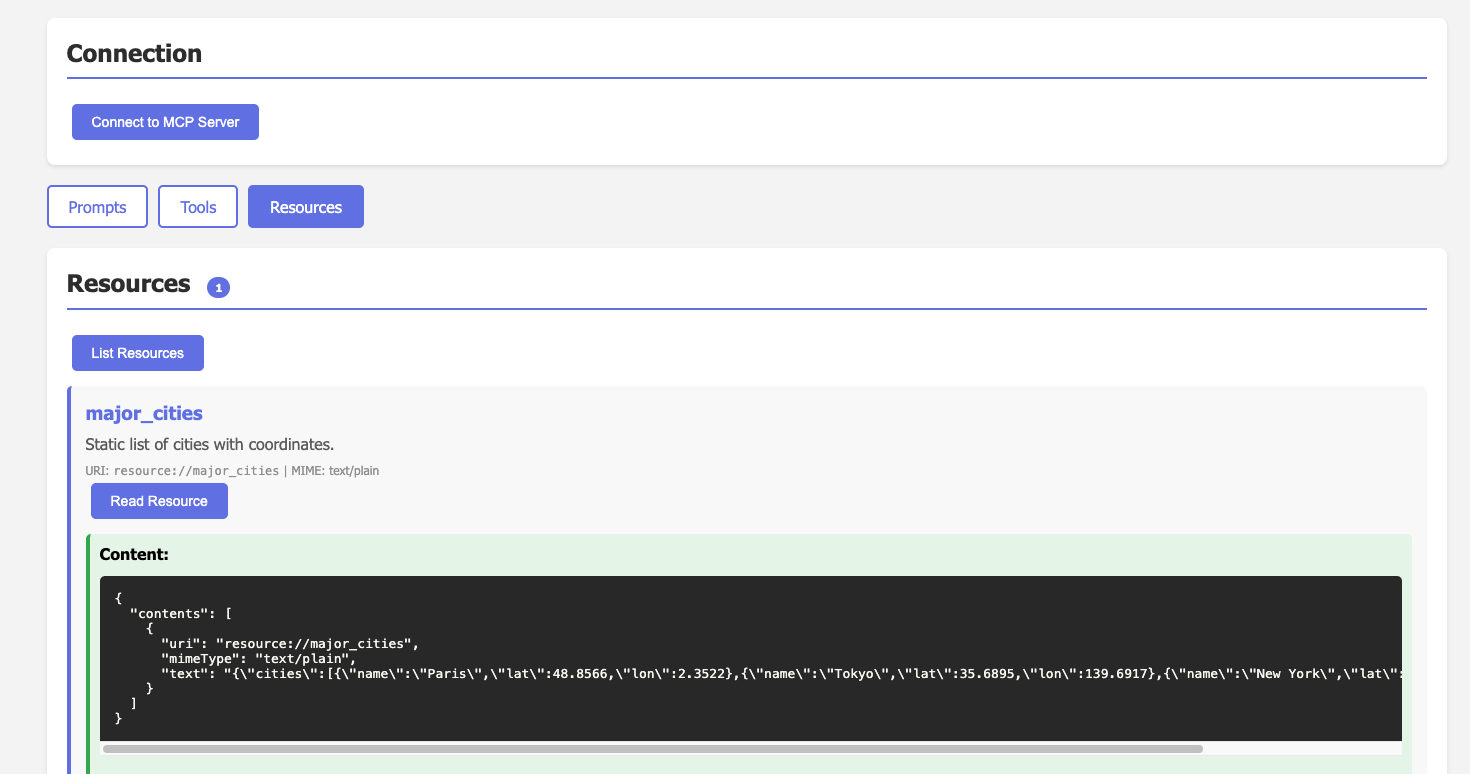 Connection
Connect to MCP Server
Prompts Tools Resources
Resources 1
List Resources
major_cities
Static list of cities with coordinates.
URI: resource://major_cities | MIME: text/plain
Read Resource
Content:
{
  "contents": [
    {
      "uri": "resource://major_cities",
      "mimeType": "text/plain",
      "text": "{\"cities\":[{\"name\":\"Paris\",\"lat\":48.8566,\"lon\":2.3522},{\"name\":\"Tokyo\",\"lat\":35.6895,\"lon\":139.6917},{\"name\":\"New York\",\"lat\":
    }
  ]
}